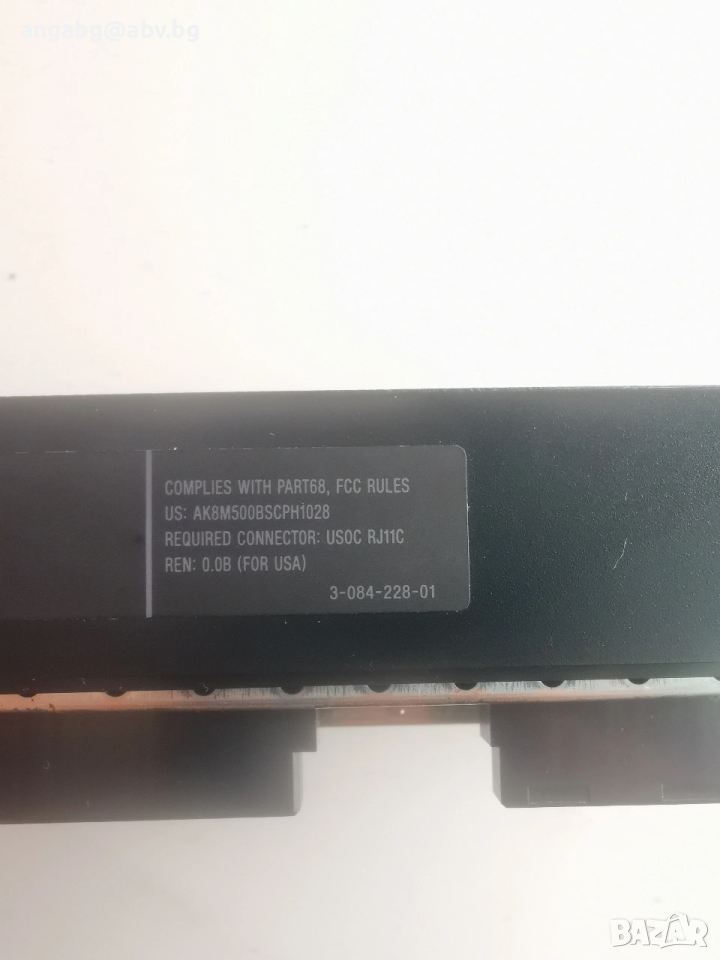 angabg@abv.bg
COMPLIES WITH PART68, FCC RULES
US: AK8M500BSCPH1028
REQUIRED CONNECTOR: USOC RJ11C
REN: 0.0B (FOR USA)
3-084-228-01
BAZAR